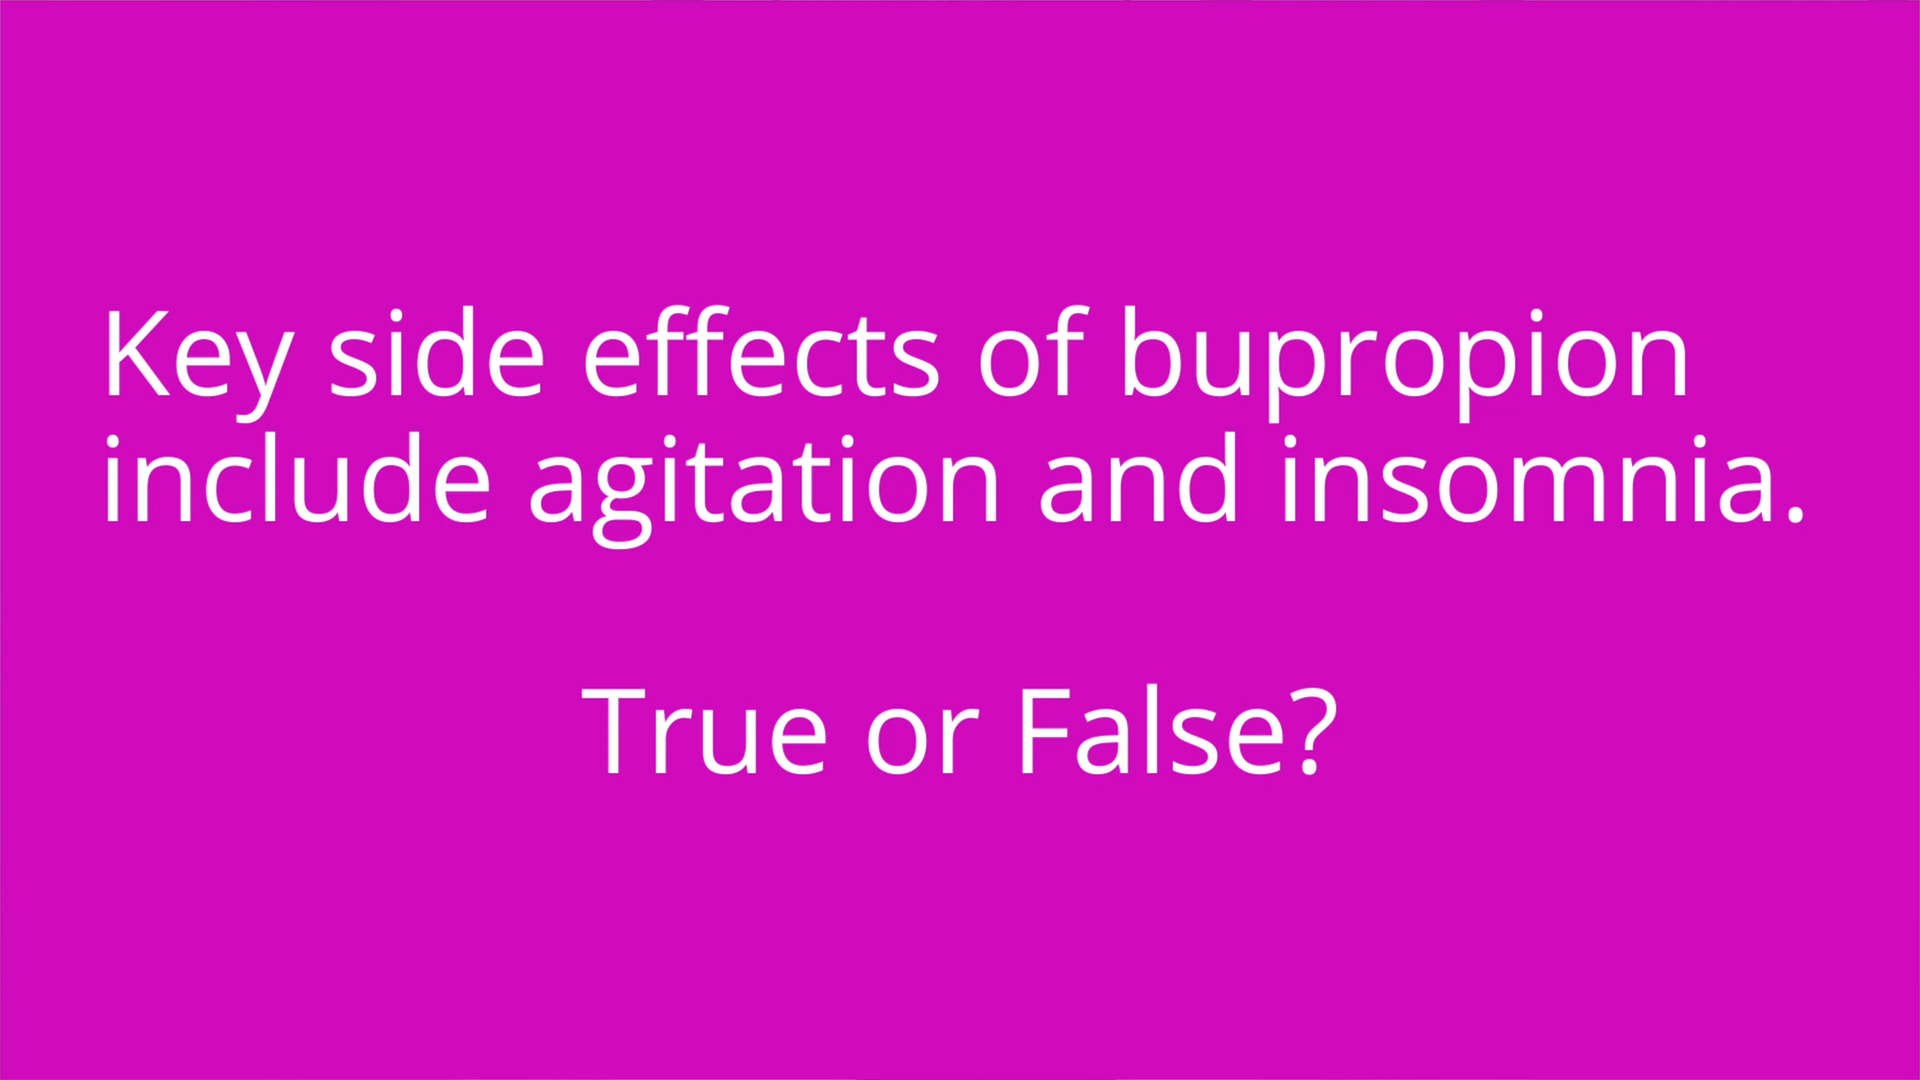 Key side effects of bupropion
include agitation and insomnia.
True or False?